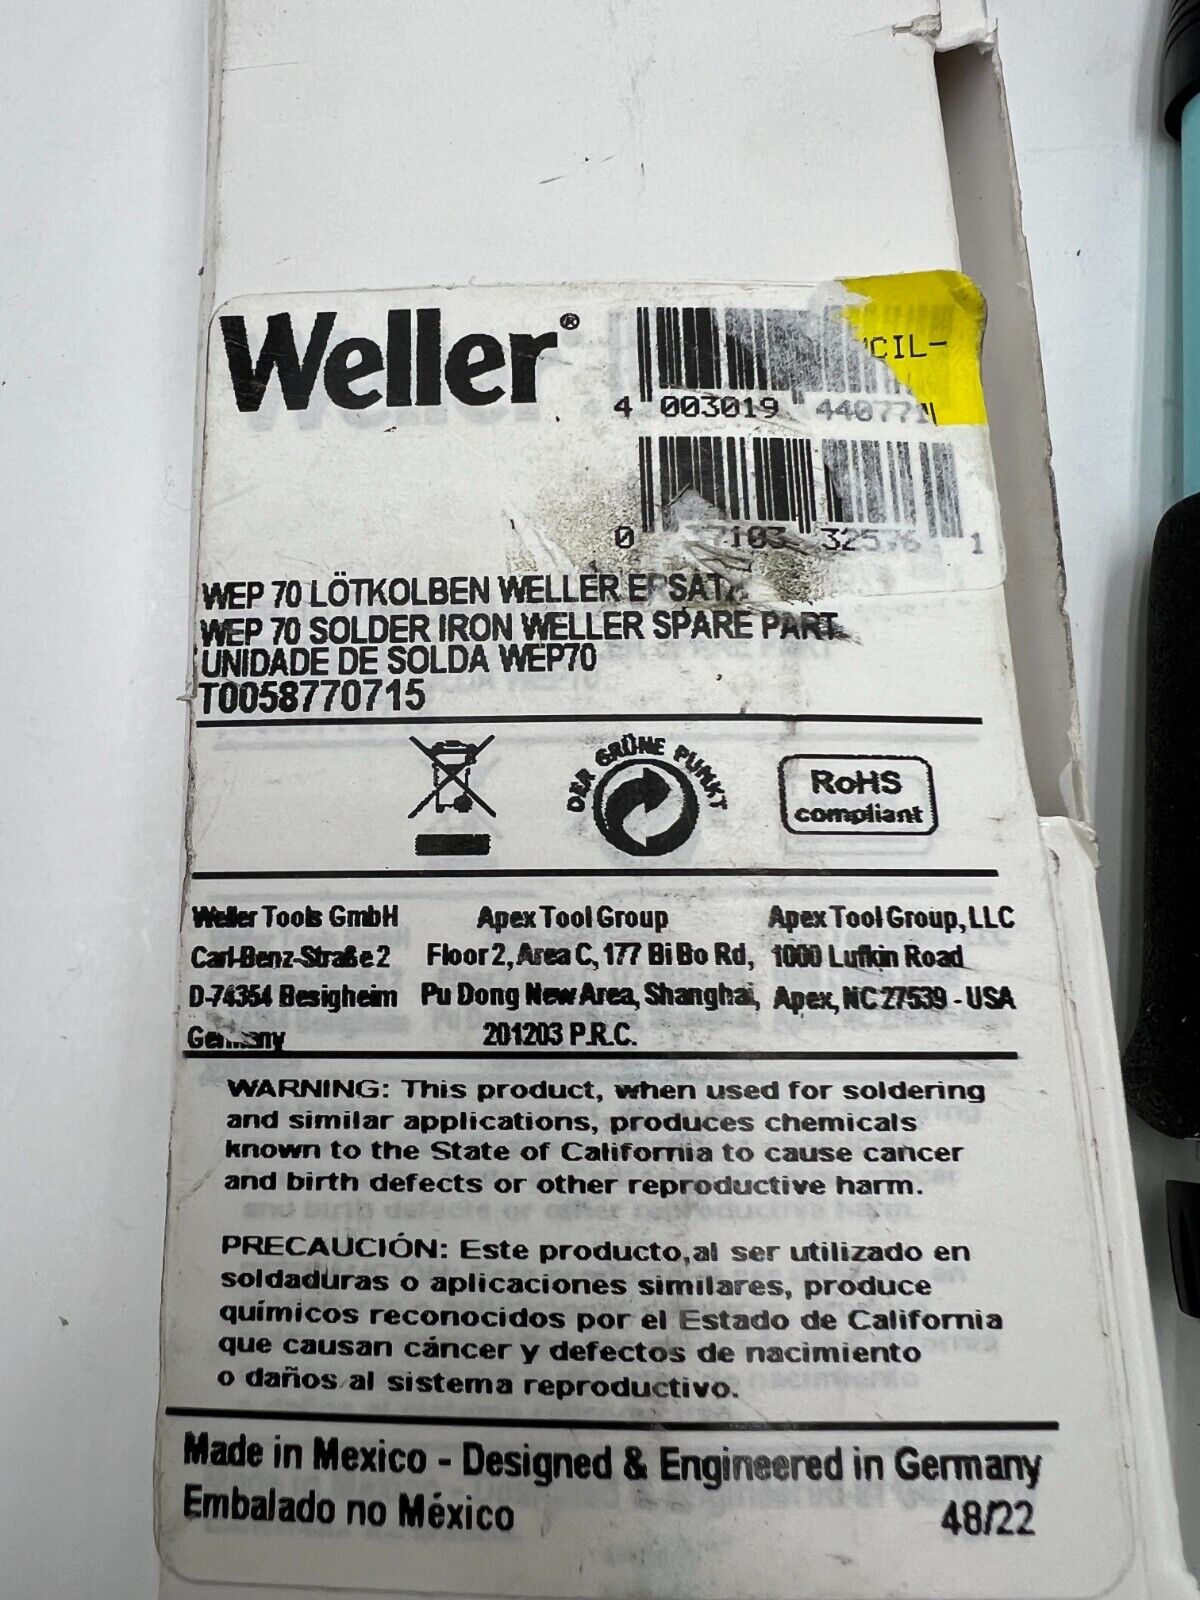 Weller®
CIL-
4 003019 440771
0 7103 32576 1
WEP 70 LÖTKOLBEN WELLER ERSATZ
WEP 70 SOLDER IRON WELLER SPARE PART
UNIDADE DE SOLDA WEP70
T0058770715
DER GRÜNE PUNKT
RoHS
compliant
Weller Tools GmbH
Carl-Benz-Straße 2
D-74354 Besigheim
Germany
Apex Tool Group
Floor 2, Area C, 177 Bi Bo Rd,
Pu Dong New Area, Shanghai,
201203 P.R.C.
Apex Tool Group, LLC
1000 Lufkin Road
Apex, NC 27539 - USA
WARNING: This product, when used for soldering
and similar applications, produces chemicals
known to the State of California to cause cancer
and birth defects or other reproductive harm.
PRECAUCIÓN: Este producto,al ser utilizado en
soldaduras o aplicaciones similares, produce
químicos reconocidos por el Estado de California
que causan cáncer y defectos de nacimiento
o daños al sistema reproductivo.
Made in Mexico - Designed & Engineered in Germany
Embalado no México
48/22